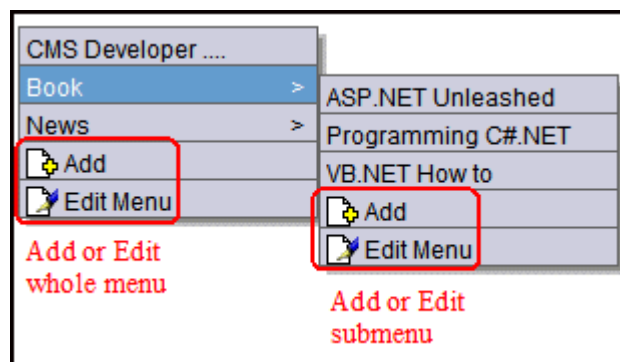 CMS Developer ....
Book >
News >
Add
Edit Menu
Add or Edit
whole menu
ASP.NET Unleashed
Programming C#.NET
VB.NET How to
Add
Edit Menu
Add or Edit
submenu